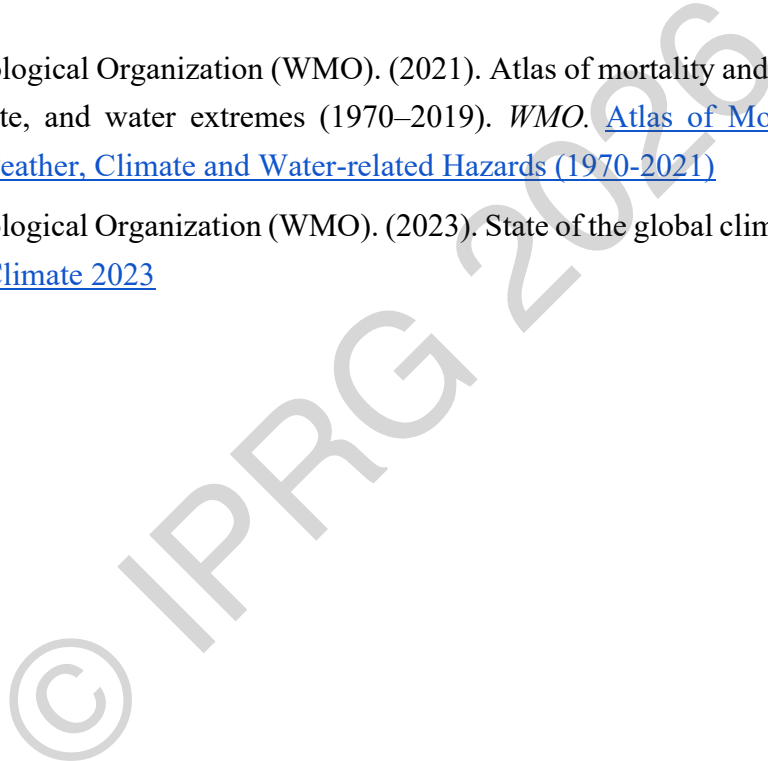 ological Organization (WMO). (2021). Atlas of mortality and
te, and water extremes (1970–2019). WMO. Atlas of Mo
eather, Climate and Water-related Hazards (1970-2021)
ological Organization (WMO). (2023). State of the global clim
Climate 2023
© IPRG 2026